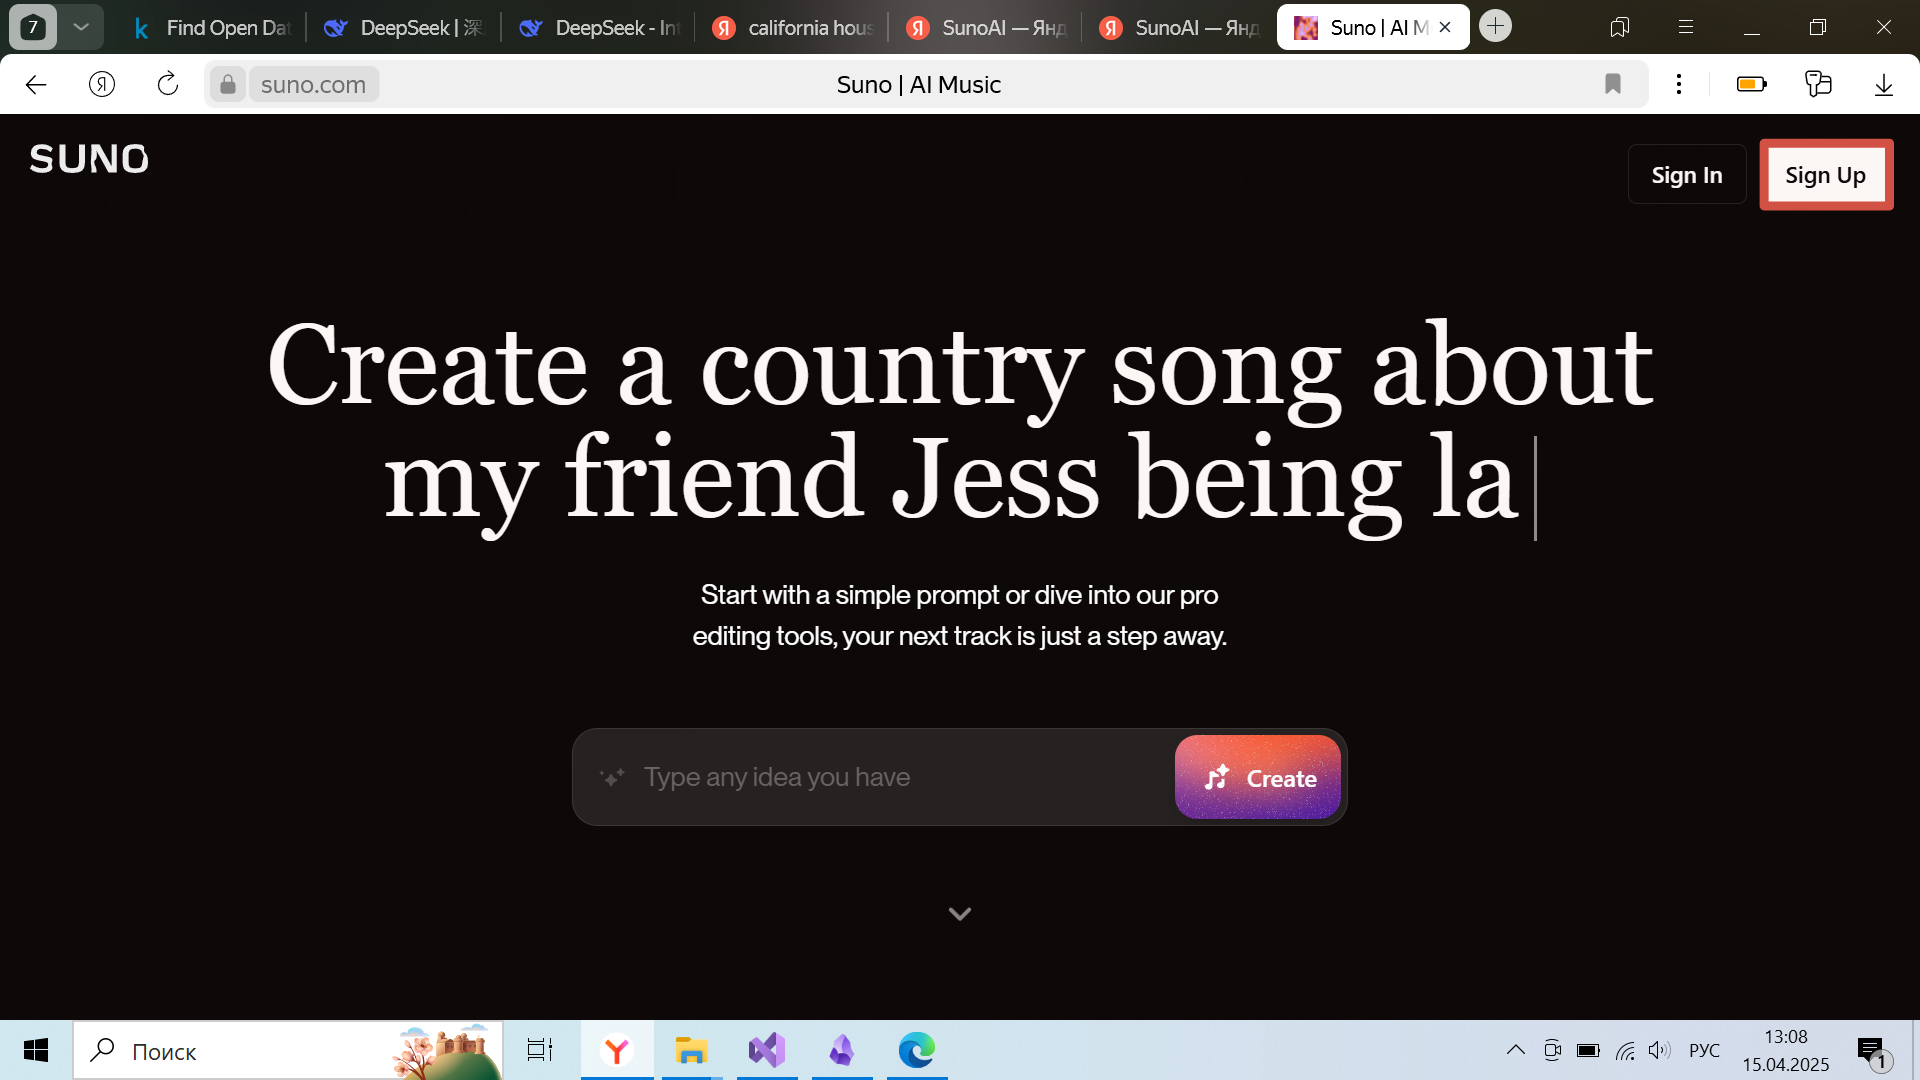 7
Find Open Dat
DeepSeek | 深
DeepSeek - Int
california hous
SunoAI — Янд
SunoAI — Янд
Suno | AI M
suno.com
Suno | AI Music
SUNO
Sign In
Sign Up
Create a country song about
my friend Jess being la
Start with a simple prompt or dive into our pro
editing tools, your next track is just a step away.
Type any idea you have
Create
Поиск
РУС
13:08
15.04.2025
1